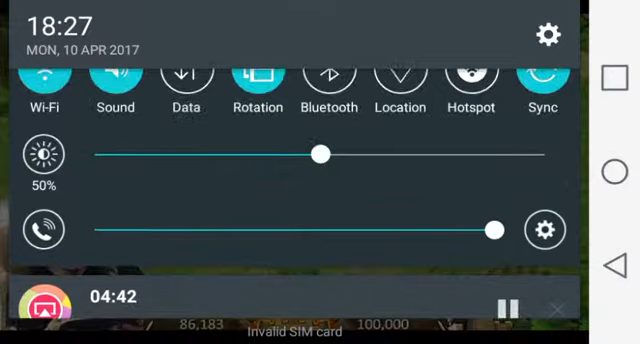 18:27
MON, 10 APR 2017
Wi-Fi Sound Data Rotation Bluetooth Location Hotspot Sync
50%
04:42
86,183 100,000
Invalid SIM card